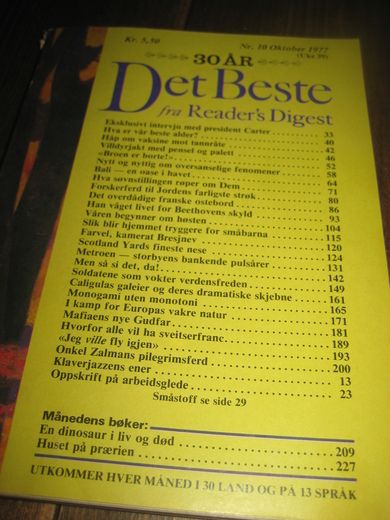 Kr. 5,50 Nr. 10 Oktober 1977
(Uke 39)
30 ÅR
Det Beste
fra Reader's Digest
Eksklusivt intervju med president Carter 33
Hva er vår beste alder? 40
Håp om vaksine mot tannråte 42
Villdyrjakt med pensel og palett 46
«Broen er borte!» 52
Nytt og nyttig om oversanselige fenomener 58
Bali — en oase i havet 64
Hva søvnstillingen roper om Dem 71
Forskerferd til Jordens farligste strøk 80
Det overdådige franske ostebord 86
Han våget livet for Beethovens skyld 93
Våren begynner om høsten 104
Slik blir hjemmet tryggere for småbarna 115
Farvel, kamerat Bresjnev 120
Scotland Yards fineste nese 124
Metroen — storbyens bankende pulsårer 131
Men så si det, da! 142
Soldatene som vokter verdensfreden 149
Caligulas galeier og deres dramatiske skjebne 161
Monogami uten monotoni 165
I kamp for Europas vakre natur 171
Mafiaens nye Gudfar 181
Hvorfor alle vil ha sveitserfranc 189
«Jeg ville fly igjen» 193
Onkel Zalmans pilegrimsferd 200
Klaverjazzens ener 13
Oppskrift på arbeidsglede 23
Småstoff se side 29
Månedens bøker:
En dinosaur i liv og død 209
Huset på prærien 227
UTKOMMER HVER MÅNED I 30 LAND OG PÅ 13 SPRÅK